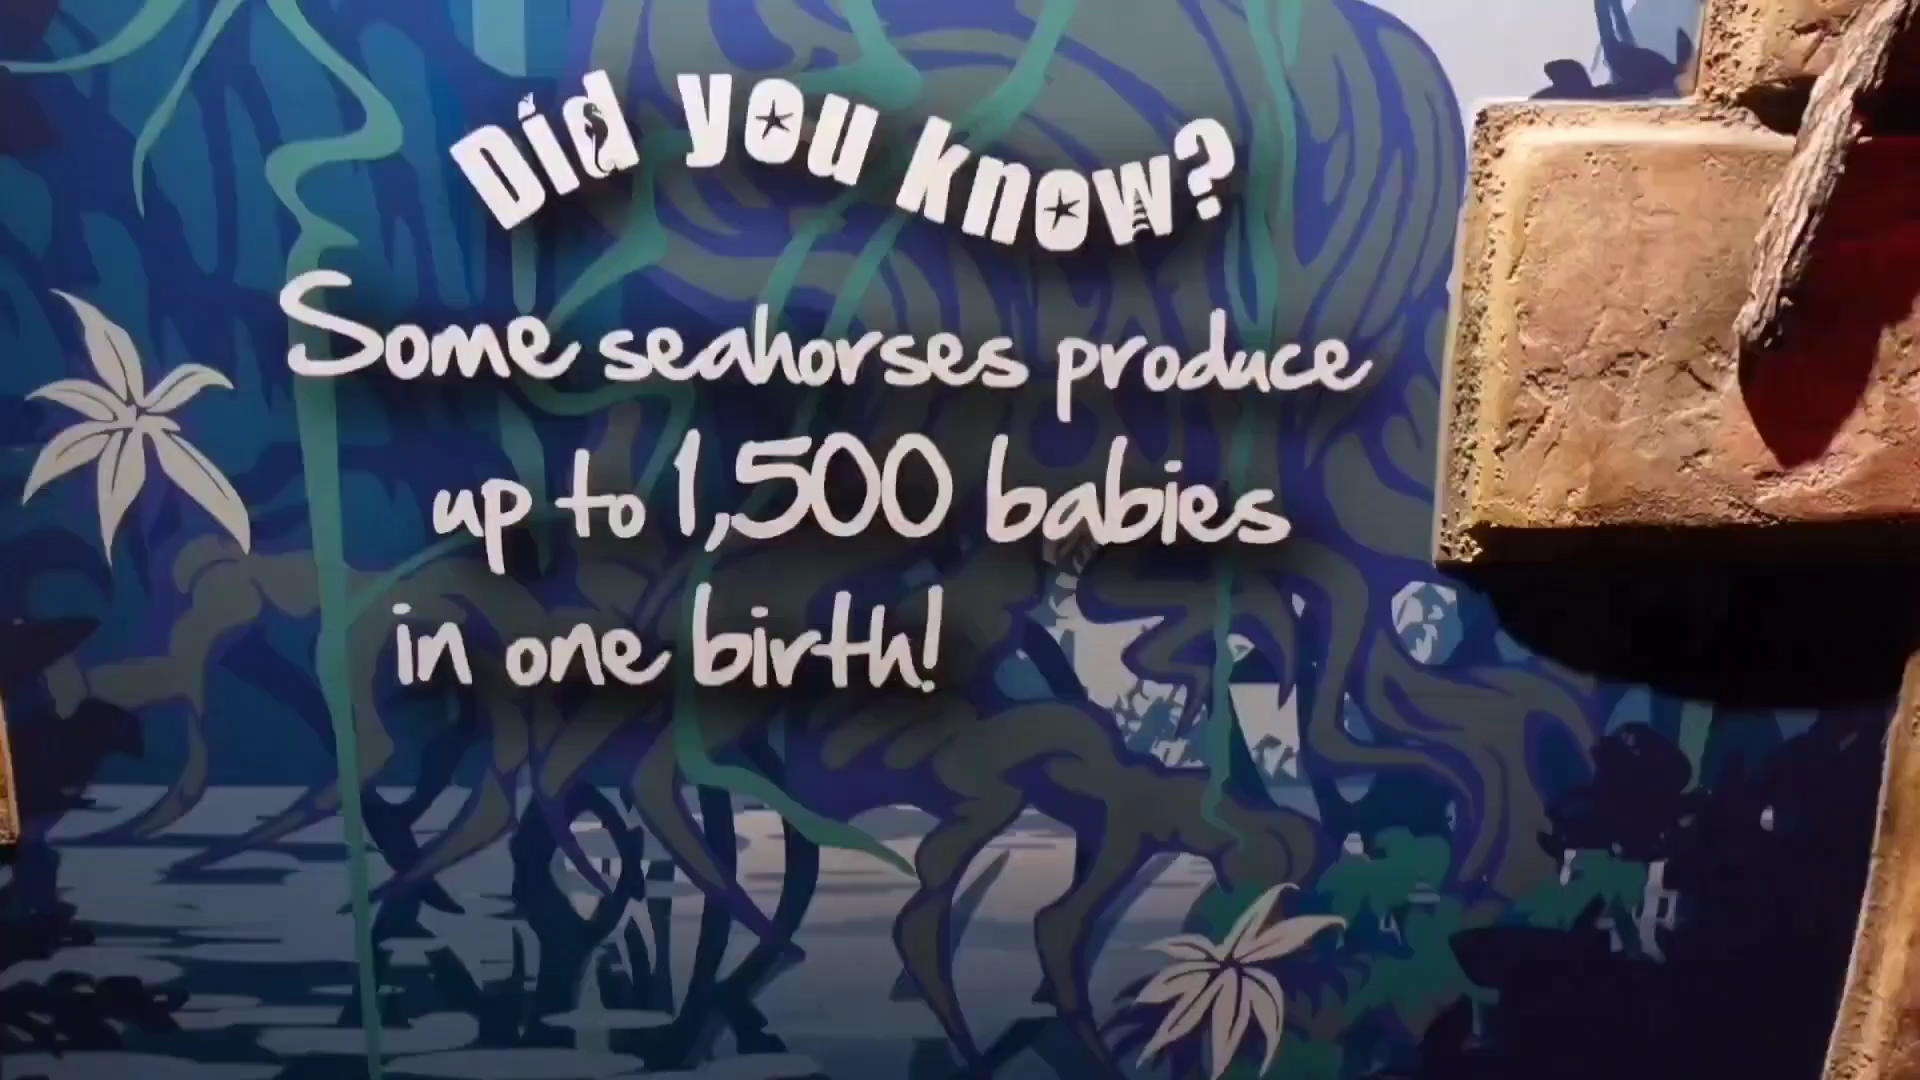 Did you know?
Some seahorses produce
up to 1,500 babies
in one birth!